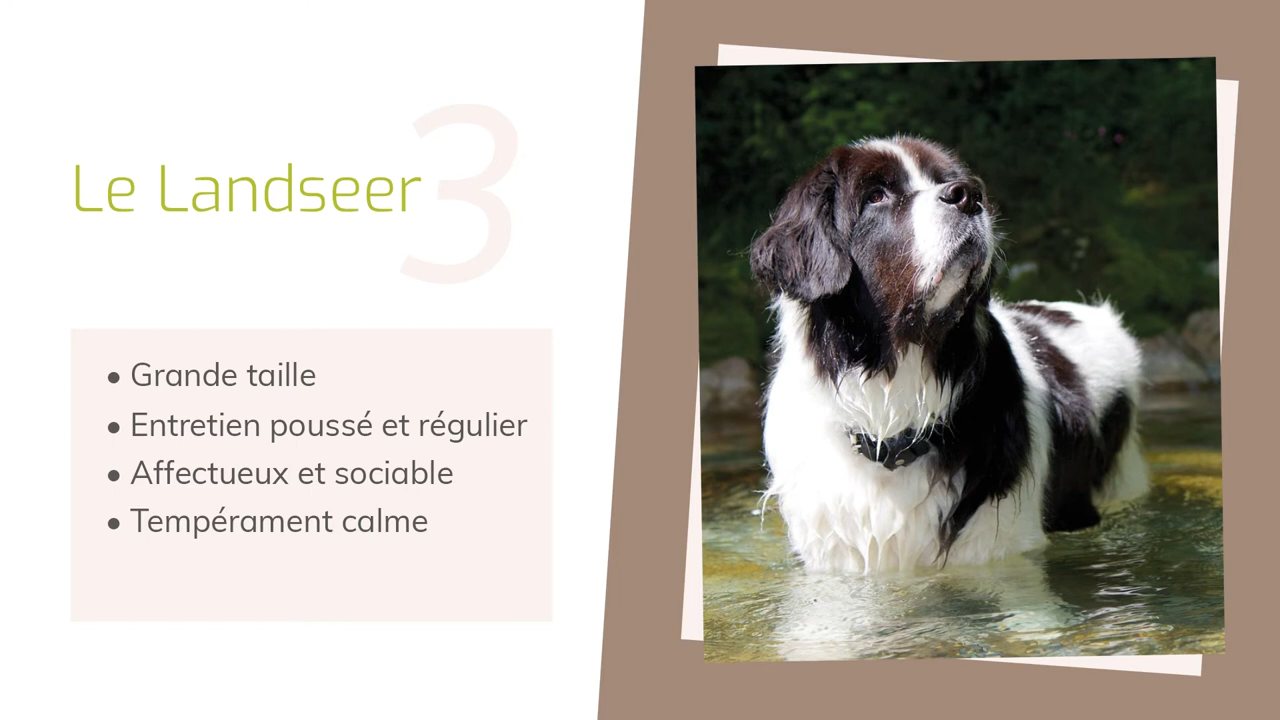 Le Landseer
3
• Grande taille
• Entretien poussé et régulier
• Affectueux et sociable
• Tempérament calme